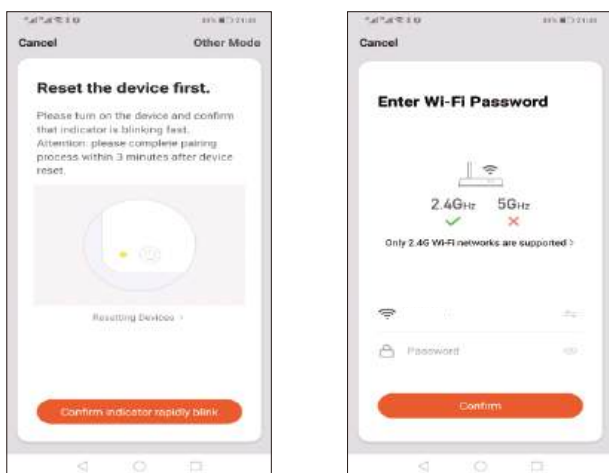 Cancel
Other Mode
Reset the device first.
Please turn on the device and confirm
that indicator is blinking fast.
Attention: please complete pairing
process within 3 minutes after device
reset.
Resetting Devices >
Confirm indicator rapidly blink
Cancel
Enter Wi-Fi Password
2.4GHz 5GHz
Only 2.4G Wi-Fi networks are supported >
Password
Confirm